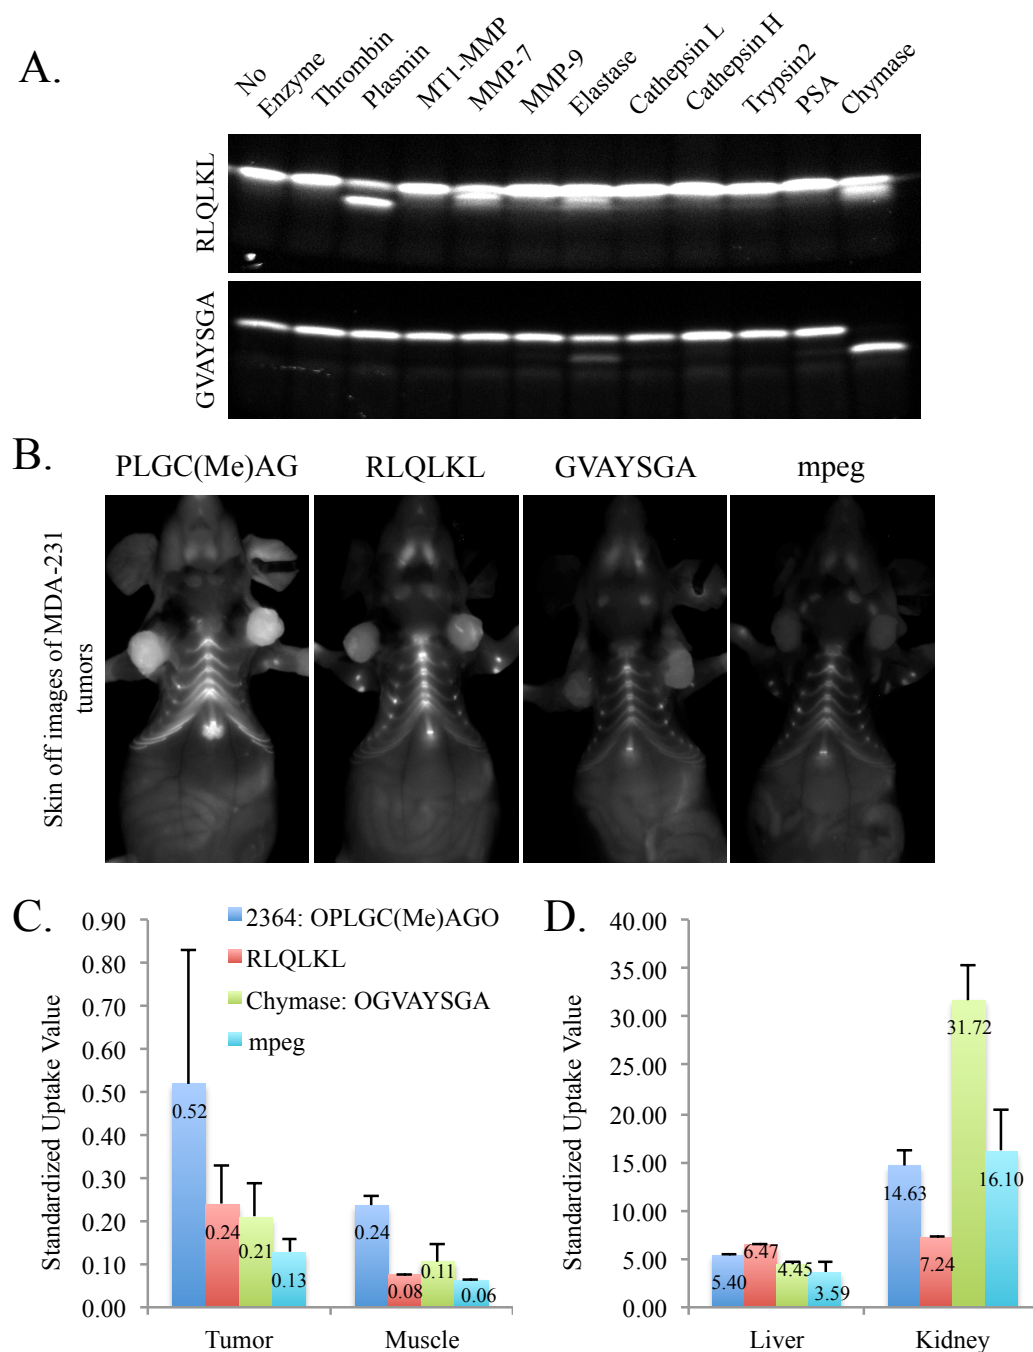 A.
No
Enzyme
Thrombin
Plasmin
MT1-MMP
MMP-7
MMP-9
Elastase
Cathepsin L
Cathepsin H
Trypsin2
PSA
Chymase
RLQLKL
GVAYSGA
B.
PLGC(Me)AG RLQLKL GVAYSGA mpeg
Skin off images of MDA-231
tumors
C.
Standardized Uptake Value
0.90
0.80
0.70
0.60
0.50
0.40
0.30
0.20
0.10
0.00
2364: OPLGC(Me)AGO
RLQLKL
Chymase: OGVAYSGA
mpeg
0.52
0.24
0.21
0.13
0.24
0.08
0.11
0.06
Tumor Muscle
D.
Standardized Uptake Value
40.00
35.00
30.00
25.00
20.00
15.00
10.00
5.00
0.00
5.40
6.47
4.45
3.59
14.63
7.24
31.72
16.10
Liver Kidney